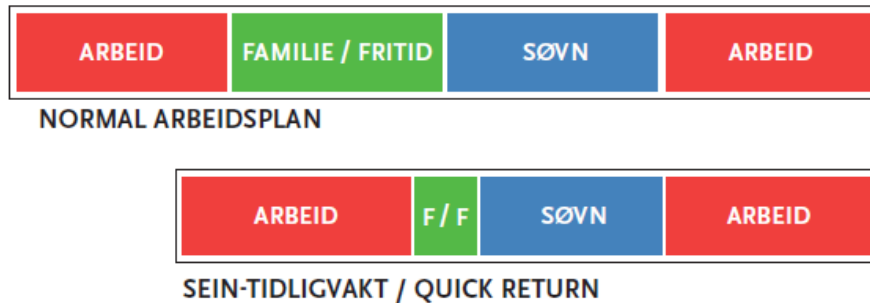 ARBEID FAMILIE / FRITID SØVN ARBEID
NORMAL ARBEIDSPLAN
ARBEID F / F SØVN ARBEID
SEIN-TIDLIGVAKT / QUICK RETURN